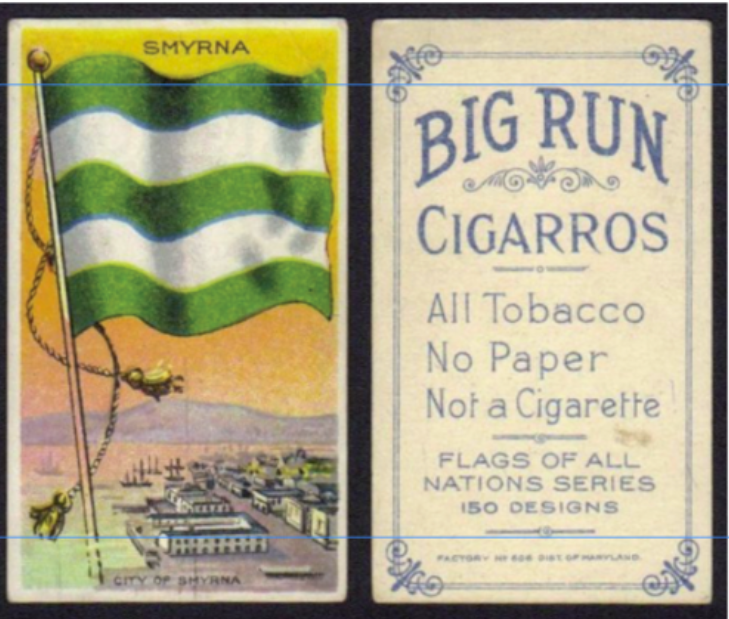 SMYRNA
CITY OF SMYRNA
BIG RUN
CIGARROS
All Tobacco
No Paper
Not a Cigarette
FLAGS OF ALL
NATIONS SERIES
150 DESIGNS
FACTORY Nº 626 DIST. OF MARYLAND.